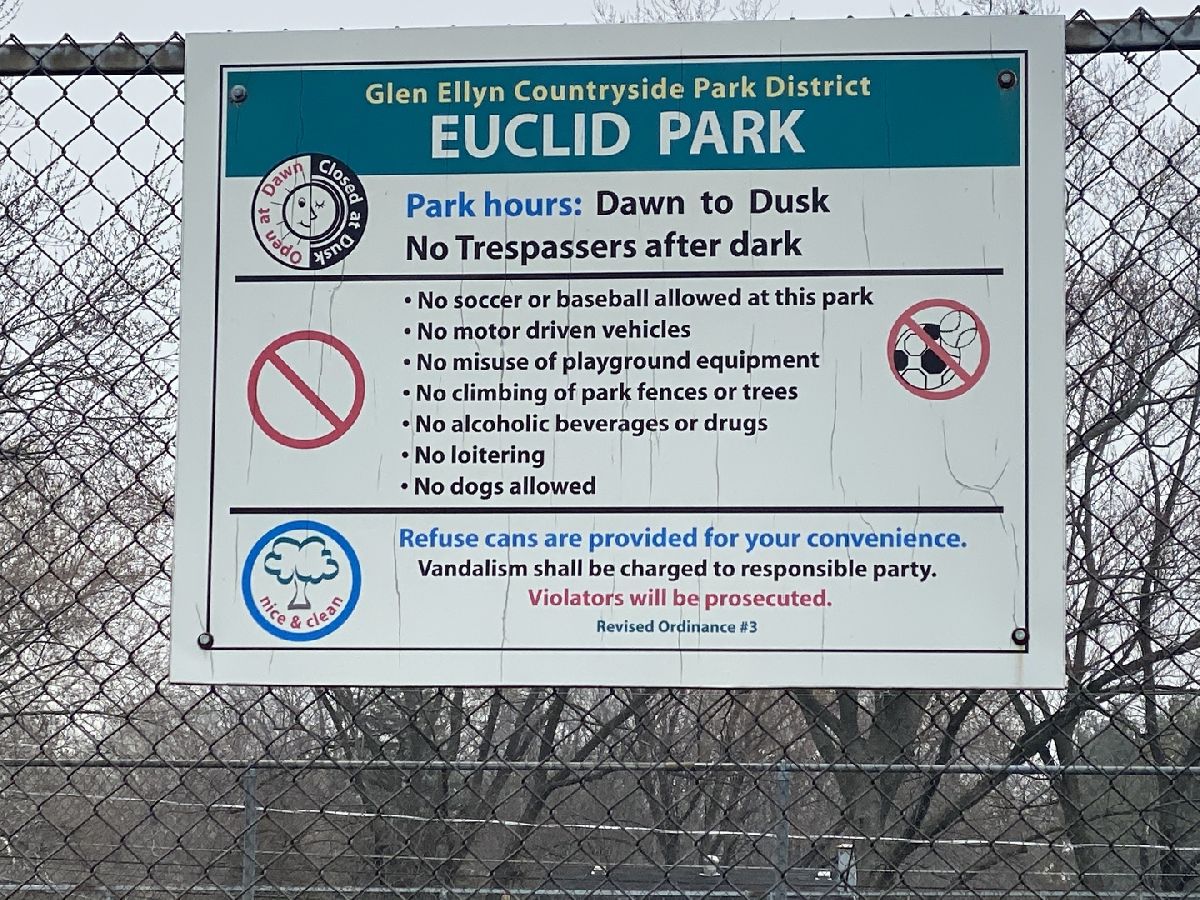 Glen Ellyn Countryside Park District
EUCLID PARK
Open at Dawn
Closed at Dusk
Park hours: Dawn to Dusk
No Trespassers after dark
• No soccer or baseball allowed at this park
• No motor driven vehicles
• No misuse of playground equipment
• No climbing of park fences or trees
• No alcoholic beverages or drugs
• No loitering
• No dogs allowed
nice & clean
Refuse cans are provided for your convenience.
Vandalism shall be charged to responsible party.
Violators will be prosecuted.
Revised Ordinance #3